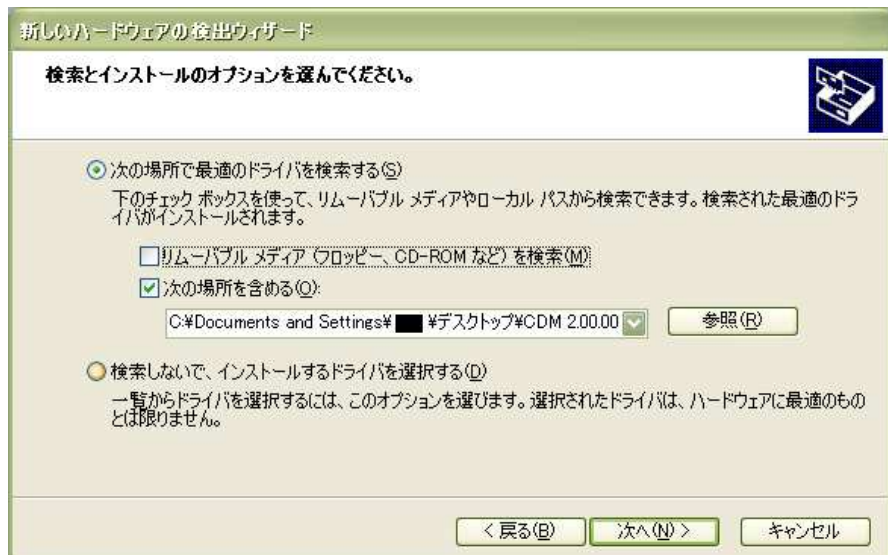 新しいハードウェアの検出ウィザード
検索とインストールのオプションを選んでください。
次の場所で最適のドライバを検索する(S)
下のチェック ボックスを使って、リムーバブル メディアやローカル パスから検索できます。検索された最適のドラ
イバがインストールされます。
リムーバブル メディア (フロッピー、CD-ROM など) を検索(M)
次の場所を含める(O):
C:¥Documents and Settings¥ ¥デスクトップ¥CDM 2.00.00
参照(R)
検索しないで、インストールするドライバを選択する(D)
一覧からドライバを選択するには、このオプションを選びます。選択されたドライバは、ハードウェアに最適のもの
とは限りません。
< 戻る(B)
次へ(N) >
キャンセル